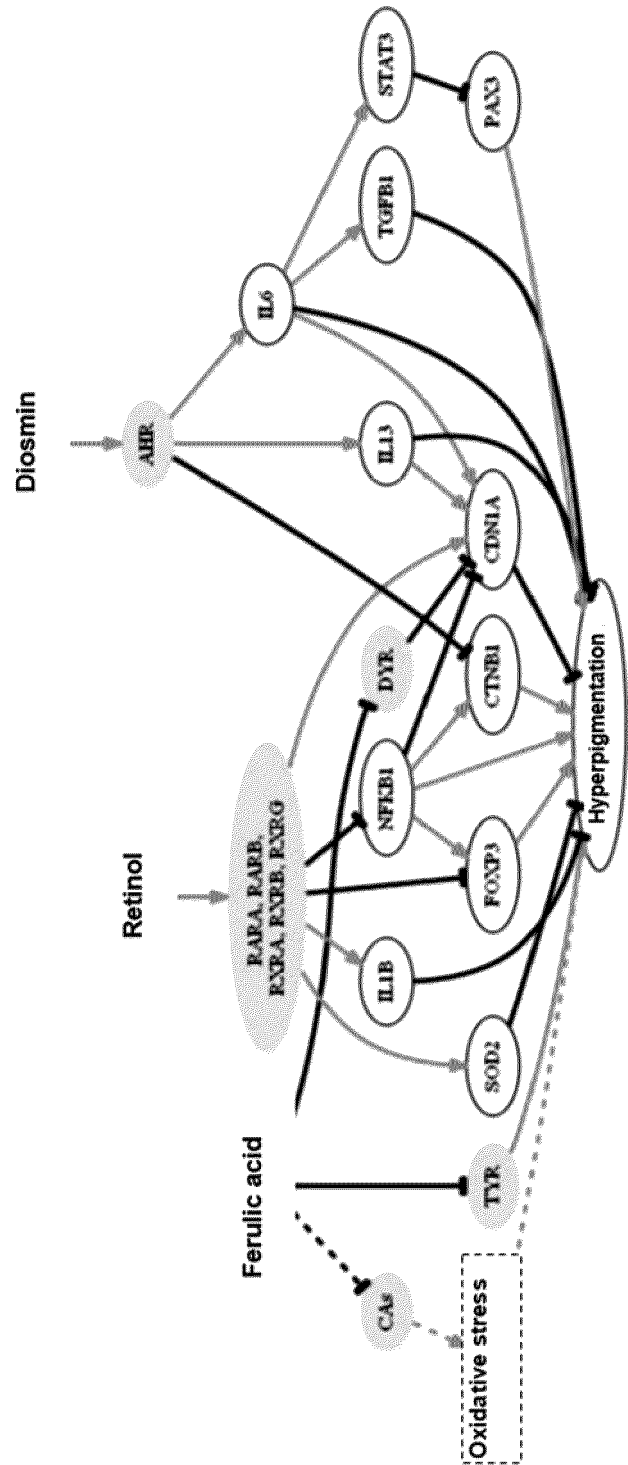 Diosmin
Retinol
Ferulic acid
AHR
RARA, RARB,
RXRA, RXRB, RXRG
IL6
CAs
IL1B
NFKB1
DYR
IL13
TGFB1
STAT3
Oxidative stress
TYR
SOD2
FOXP3
CTNB1
CDN1A
PAX3
Hyperpigmentation